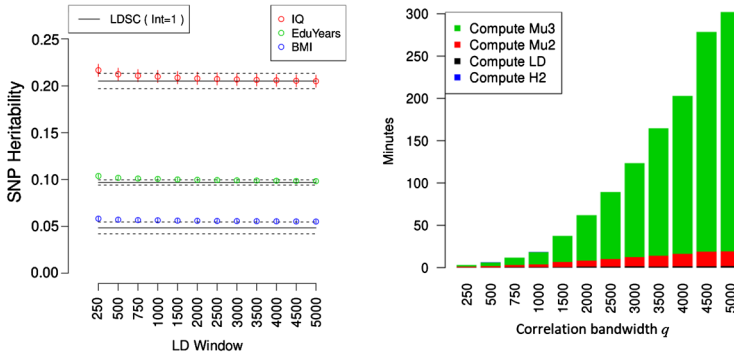 LDSC ( Int=1 )
IQ
EduYears
BMI
SNP Heritability
0.25
0.20
0.15
0.10
0.05
0.00
250 500 750 1000 1500 2000 2500 3000 3500 4000 4500 5000
LD Window
Compute Mu3
Compute Mu2
Compute LD
Compute H2
Minutes
300
250
200
150
100
50
0
250 500 750 1000 1500 2000 2500 3000 3500 4000 4500 5000
Correlation bandwidth q